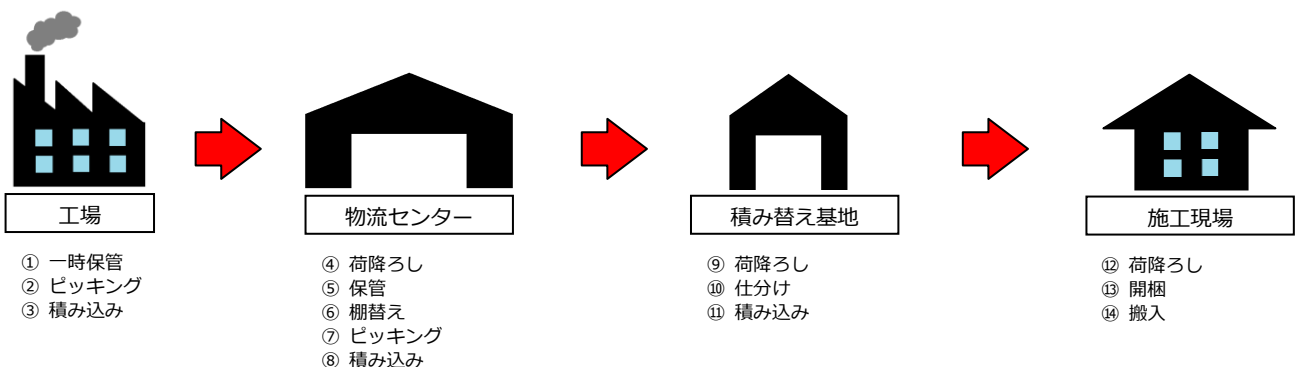 工場
① 一時保管
② ピッキング
③ 積み込み
物流センター
④ 荷降ろし
⑤ 保管
⑥ 棚替え
⑦ ピッキング
⑧ 積み込み
積み替え基地
⑨ 荷降ろし
⑩ 仕分け
⑪ 積み込み
施工現場
⑫ 荷降ろし
⑬ 開梱
⑭ 搬入